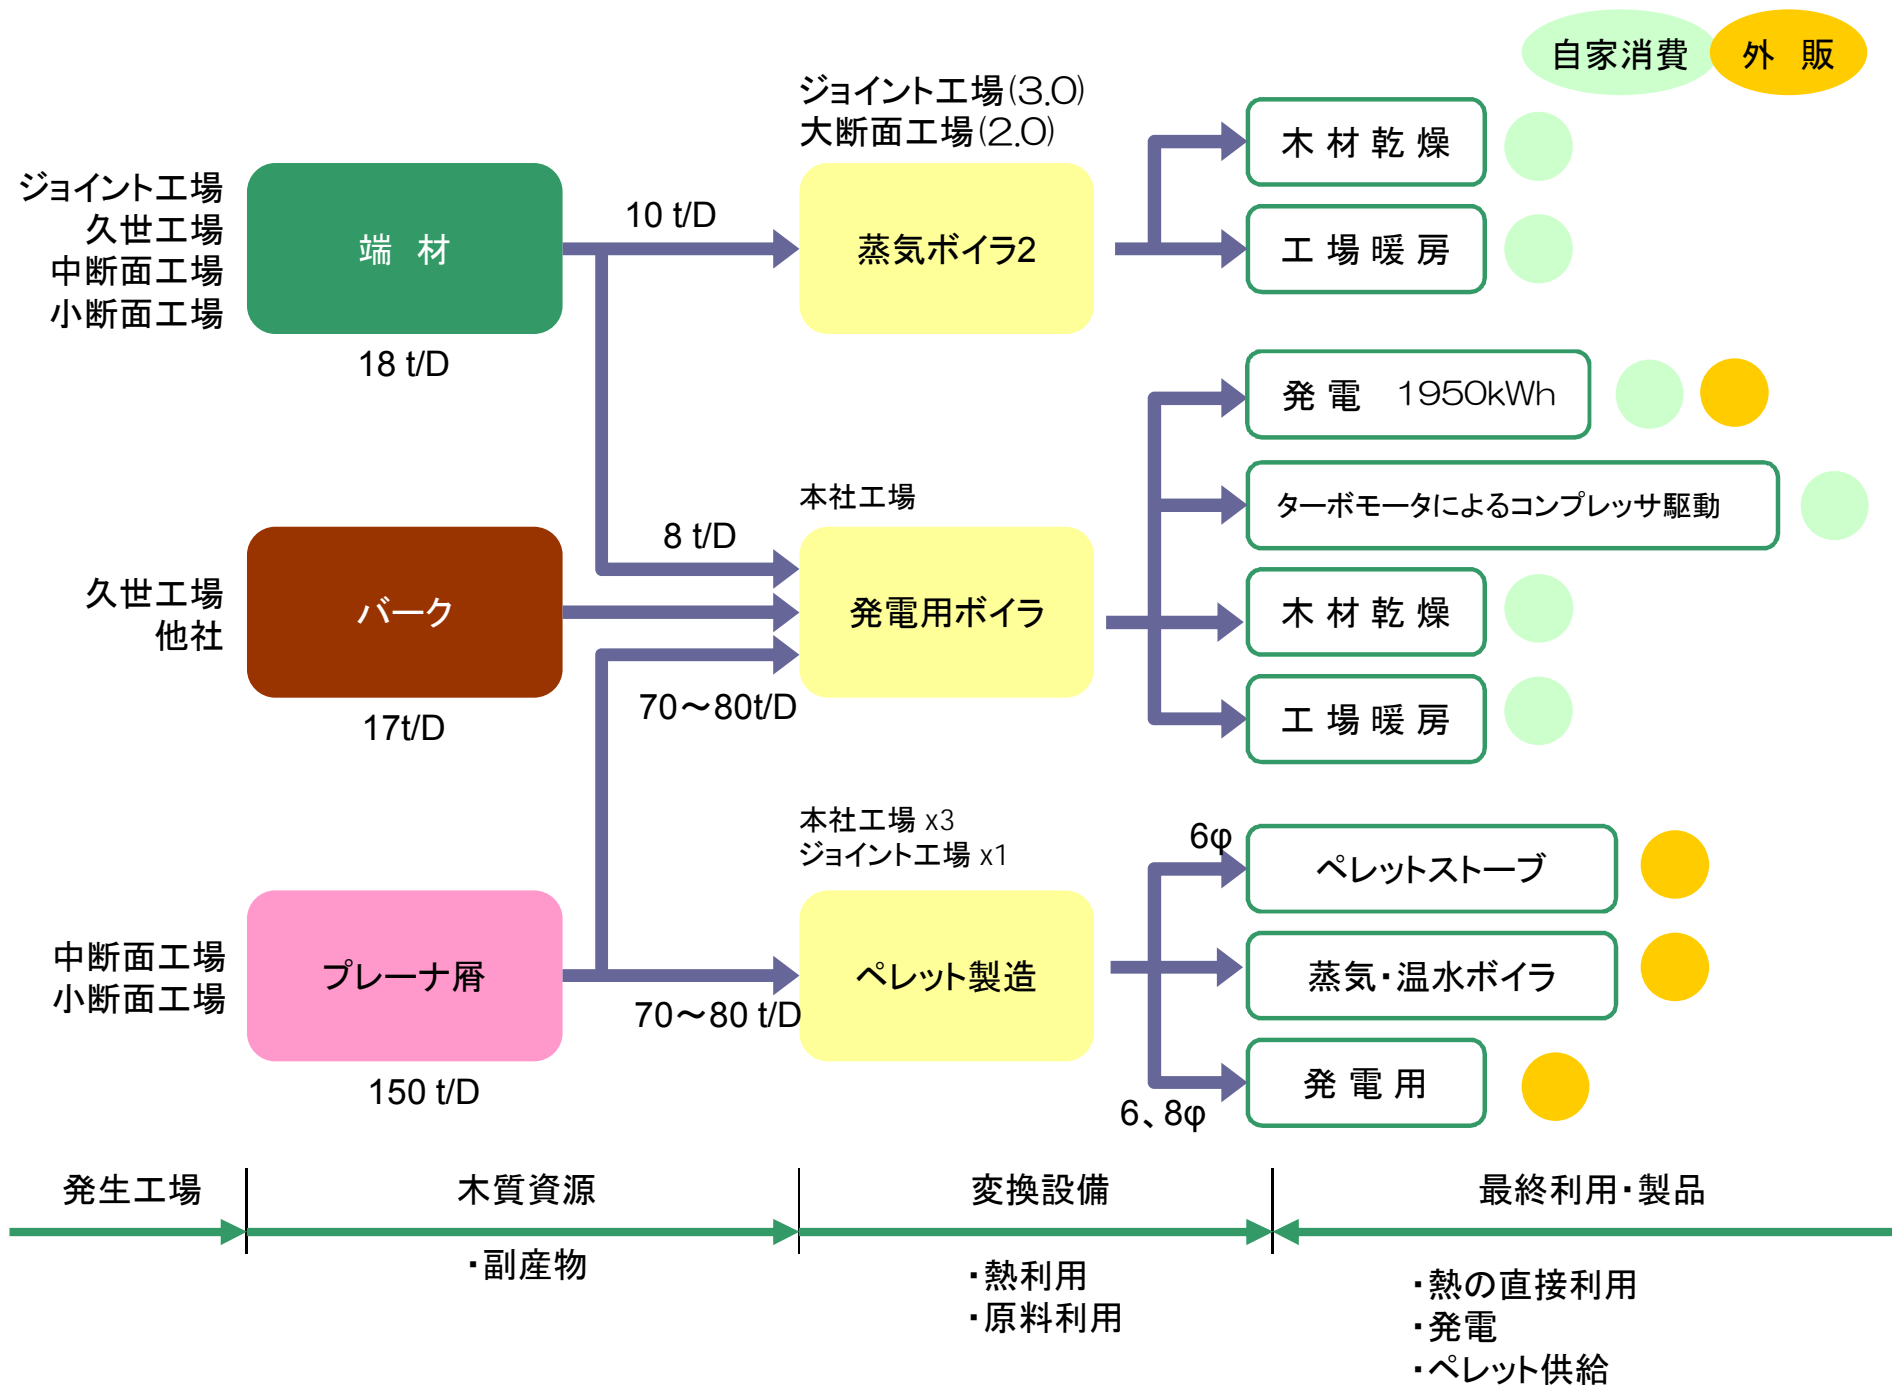 自家消費
外 販
ジョイント工場(3.0)
大断面工場(2.0)
ジョイント工場
久世工場
中断面工場
小断面工場
端 材
18 t/D
10 t/D
蒸気ボイラ2
木 材 乾 燥
工 場 暖 房
発 電 1950kWh
ターボモータによるコンプレッサ駆動
木 材 乾 燥
工 場 暖 房
本社工場
8 t/D
発電用ボイラ
久世工場
他社
バーク
17t/D
70～80t/D
本社工場 x3
ジョイント工場 x1
中断面工場
小断面工場
プレーナ屑
150 t/D
70～80 t/D
ペレット製造
6φ
ペレットストーブ
蒸気・温水ボイラ
発 電 用
6、8φ
発生工場
木質資源
変換設備
最終利用・製品
・副産物
・熱利用
・原料利用
・熱の直接利用
・発電
・ペレット供給